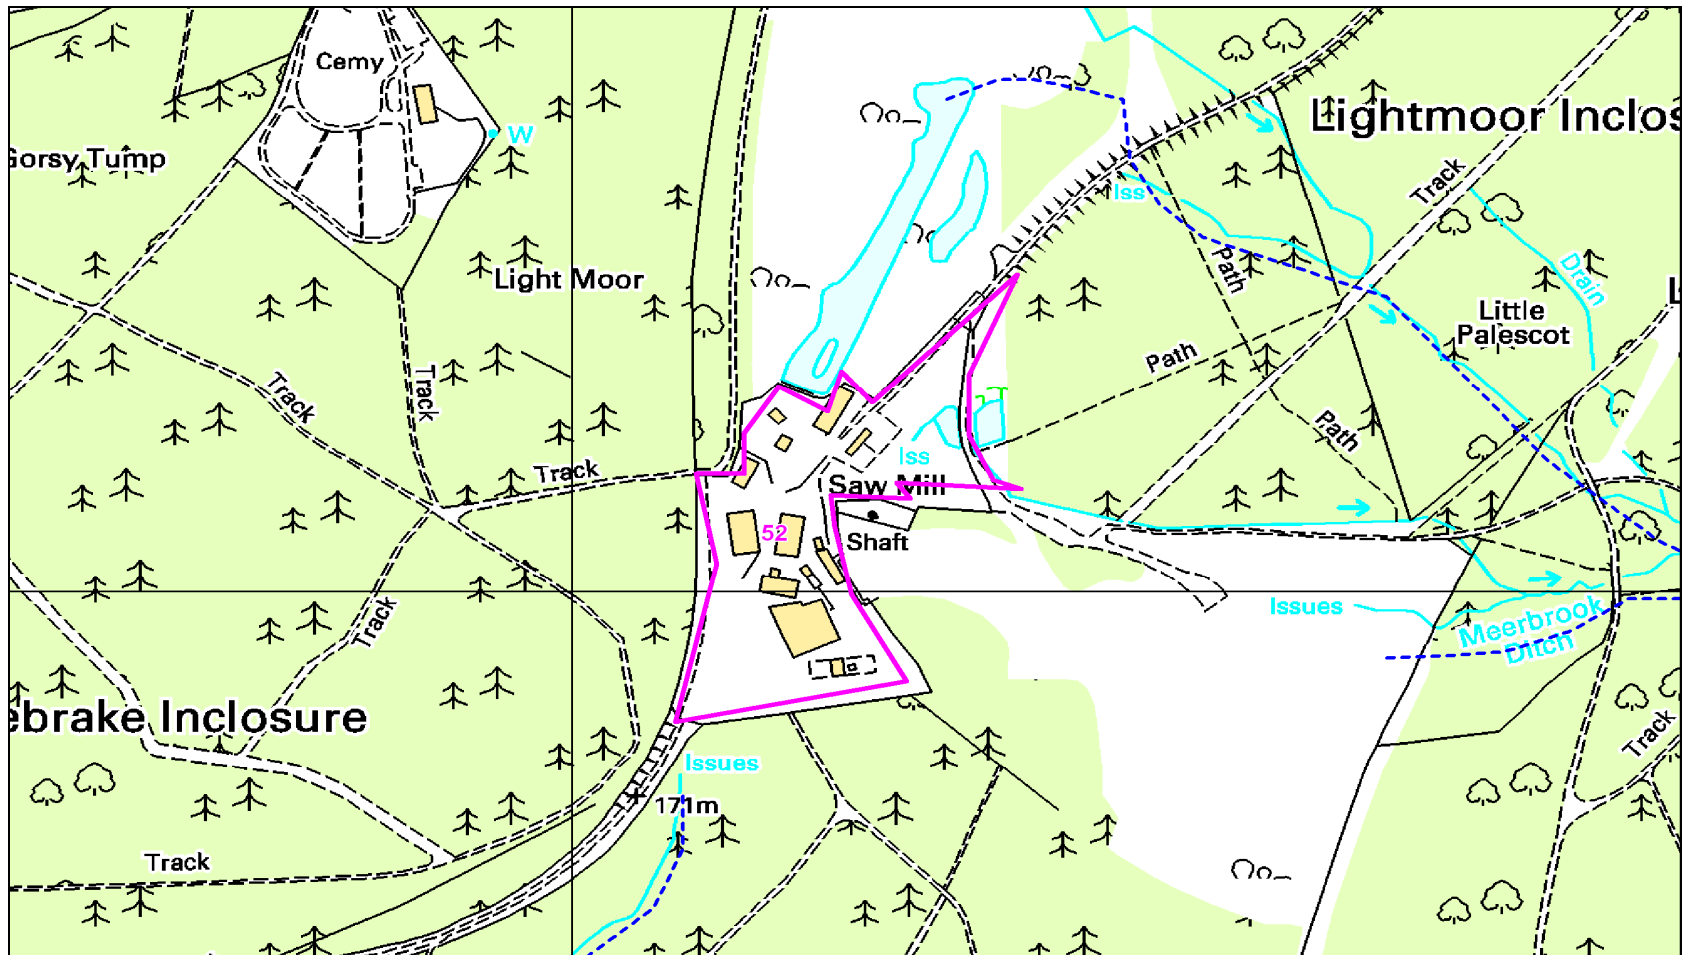 Cemy
W
Gorsy Tump
Light Moor
Lightmoor Inclos
Track
Iss
Path
Drain
Little
Palescot
Path
Path
Track
Track
Track
Iss
Saw Mill
52
Shaft
Track
Issues
Meerbrook
Ditch
ebrake Inclosure
Track
Issues
171m
Track